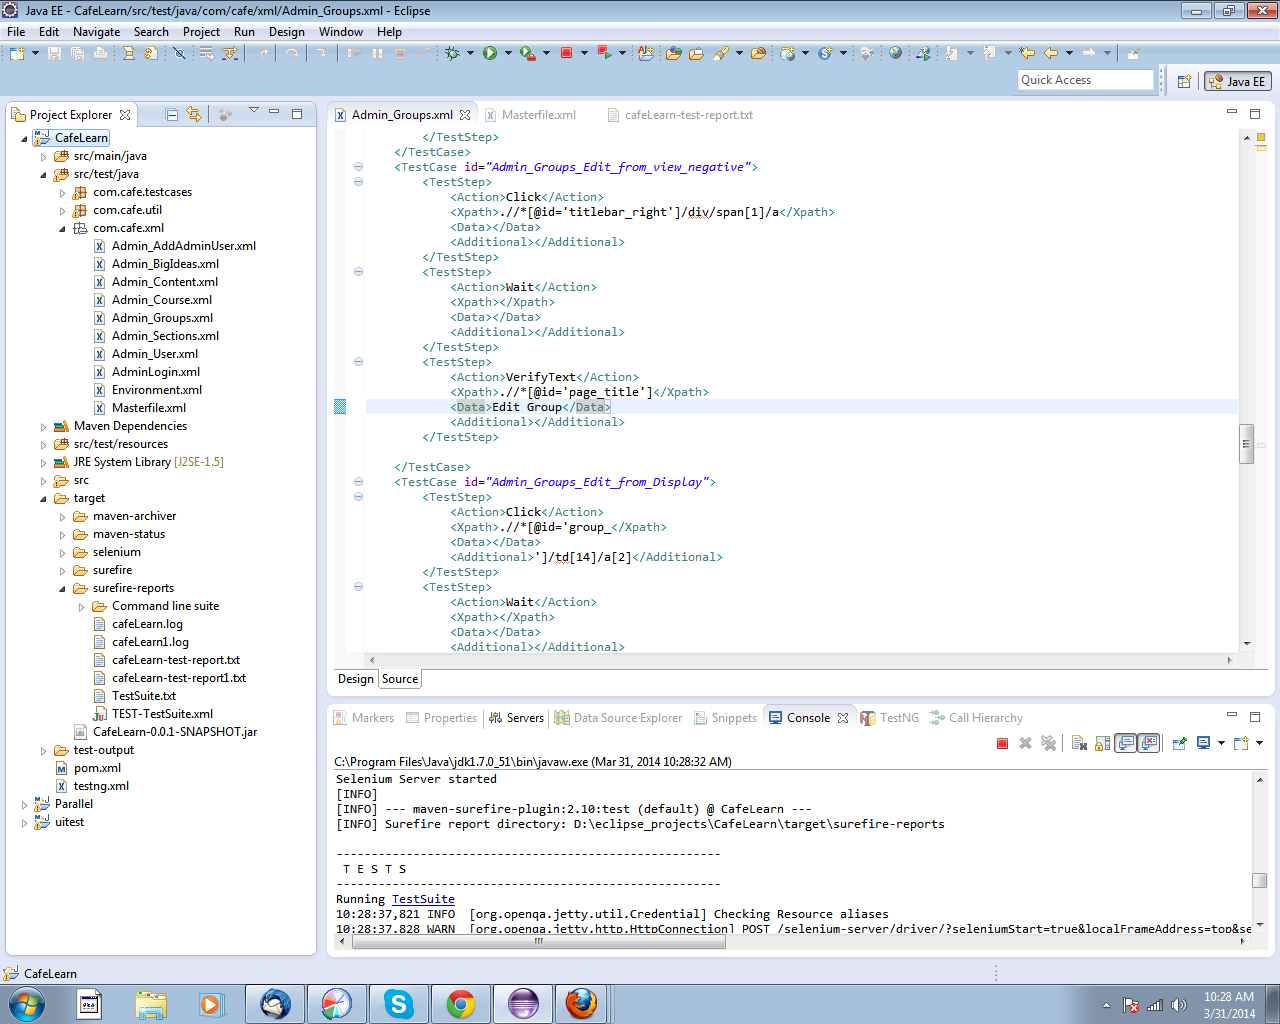 Java EE - CafeLearn/src/test/java/com/cafe/xml/Admin_Groups.xml - Eclipse
File Edit Navigate Search Project Run Design Window Help
Quick Access
Java EE
Project Explorer
CafeLearn
src/main/java
src/test/java
com.cafe.testcases
com.cafe.util
com.cafe.xml
Admin_AddAdminUser.xml
Admin_BigIdeas.xml
Admin_Content.xml
Admin_Course.xml
Admin_Groups.xml
Admin_Sections.xml
Admin_User.xml
AdminLogin.xml
Environment.xml
Masterfile.xml
Maven Dependencies
src/test/resources
JRE System Library [J2SE-1.5]
src
target
maven-archiver
maven-status
selenium
surefire
surefire-reports
Command line suite
cafeLearn.log
cafeLearn1.log
cafeLearn-test-report.txt
cafeLearn-test-report1.txt
TestSuite.txt
TEST-TestSuite.xml
CafeLearn-0.0.1-SNAPSHOT.jar
test-output
pom.xml
testng.xml
Parallel
uitest
Admin_Groups.xml Masterfile.xml cafeLearn-test-report.txt
</TestStep>
</TestCase>
<TestCase id="Admin_Groups_Edit_from_view_negative">
<TestStep>
<Action>Click</Action>
<Xpath>.//*[@id='titlebar_right']/div/span[1]/a</Xpath>
<Data></Data>
<Additional></Additional>
</TestStep>
<TestStep>
<Action>Wait</Action>
<Xpath></Xpath>
<Data></Data>
<Additional></Additional>
</TestStep>
<TestStep>
<Action>VerifyText</Action>
<Xpath>.//*[@id='page_title']</Xpath>
<Data>Edit Group</Data>
<Additional></Additional>
</TestStep>
</TestCase>
<TestCase id="Admin_Groups_Edit_from_Display">
<TestStep>
<Action>Click</Action>
<Xpath>.//*[@id='group_</Xpath>
<Data></Data>
<Additional>']/td[14]/a[2]</Additional>
</TestStep>
<TestStep>
<Action>Wait</Action>
<Xpath></Xpath>
<Data></Data>
<Additional></Additional>
Design Source
Markers Properties Servers Data Source Explorer Snippets Console TestNG Call Hierarchy
C:\Program Files\Java\jdk1.7.0_51\bin\javaw.exe (Mar 31, 2014 10:28:32 AM)
Selenium Server started
[INFO]
[INFO] --- maven-surefire-plugin:2.10:test (default) @ CafeLearn ---
[INFO] Surefire report directory: D:\eclipse_projects\CafeLearn\target\surefire-reports
-------------------------------------------------------
T E S T S
-------------------------------------------------------
Running TestSuite
10:28:37,821 INFO [org.openqa.jetty.util.Credential] Checking Resource aliases
10:28:37,828 WARN [org.openqa.jetty.http.HttpConnection] POST /selenium-server/driver/?seleniumStart=true&localFrameAddress=top&se
CafeLearn
10:28 AM
3/31/2014